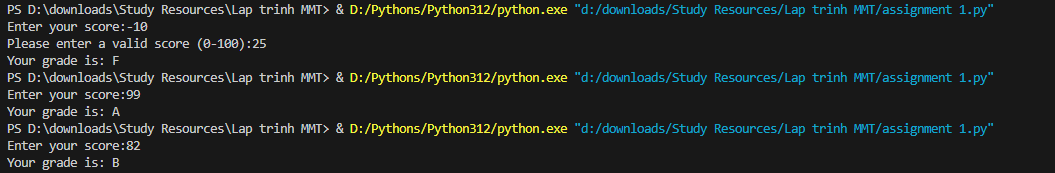 PS D:\downloads\Study Resources\Lap trinh MMT> & D:/Pythons/Python312/python.exe "d:/downloads/Study Resources/Lap trinh MMT/assignment 1.py"
Enter your score:-10
Please enter a valid score (0-100):25
Your grade is: F
PS D:\downloads\Study Resources\Lap trinh MMT> & D:/Pythons/Python312/python.exe "d:/downloads/Study Resources/Lap trinh MMT/assignment 1.py"
Enter your score:99
Your grade is: A
PS D:\downloads\Study Resources\Lap trinh MMT> & D:/Pythons/Python312/python.exe "d:/downloads/Study Resources/Lap trinh MMT/assignment 1.py"
Enter your score:82
Your grade is: B